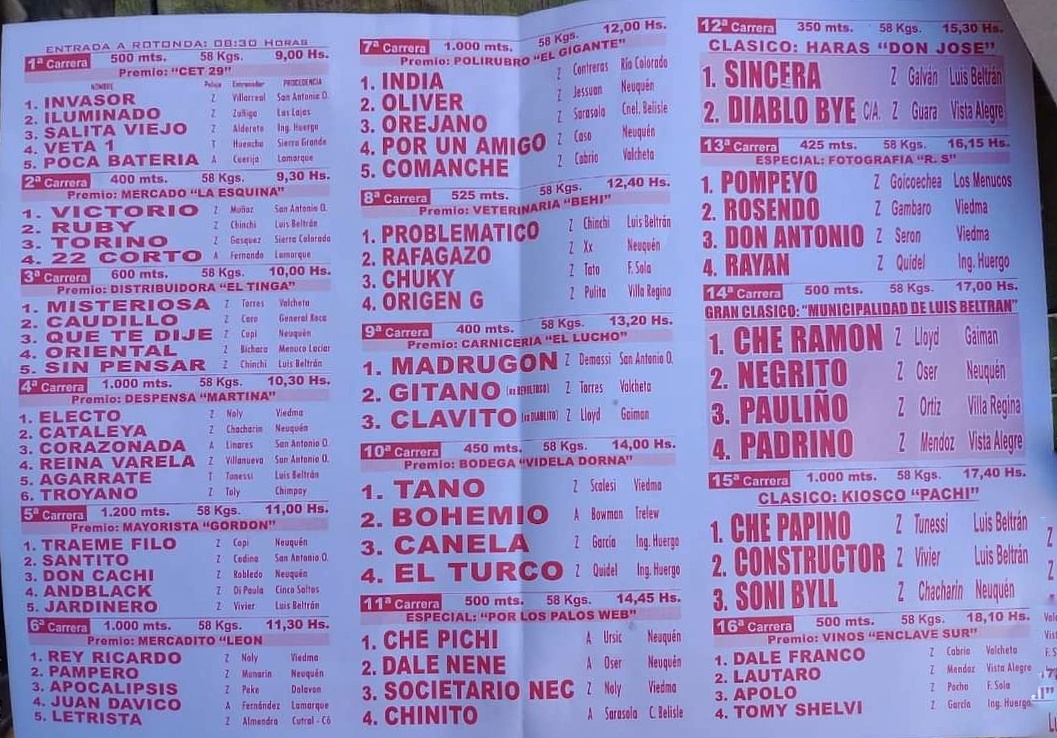 ENTRADA A ROTONDA: 08:30 HORAS
1ª Carrera 500 mts. 58 Kgs. 9,00 Hs.
Premio: "CET 29"
NOMBRE Pelaje Entrenador PROCEDENCIA
1. INVASOR Z Villarreal San Antonio O.
2. ILUMINADO Z Zuñiga Las Lajas
3. SALITA VIEJO Z Alderete Ing. Huergo
4. VETA 1 T Huencho Sierra Grande
5. POCA BATERIA A Cuerija Lamarque
2ª Carrera 400 mts. 58 Kgs. 9,30 Hs.
Premio: MERCADO "LA ESQUINA"
1. VICTORIO Z Muñoz San Antonio O.
2. RUBY Z Chinchi Luis Beltrán
3. TORINO Z Gasquez Sierra Colorada
4. 22 CORTO A Fernando Lamarque
3ª Carrera 600 mts. 58 Kgs. 10,00 Hs.
Premio: DISTRIBUIDORA "EL TINGA"
1. MISTERIOSA Z Torres Valcheta
2. CAUDILLO Z Caro General Roca
3. QUE TE DIJE Z Copi Neuquén
4. ORIENTAL Z Bichara Menuco
5. SIN PENSAR Z Chinchi Luis Beltrán
4ª Carrera 1.000 mts. 58 Kgs. 10,30 Hs.
Premio: DESPENSA "MARTINA"
1. ELECTO Z Noly Viedma
2. CATALEYA Z Chacharin Neuquén
3. CORAZONADA A Linares San Antonio O.
4. REINA VARELA Z Villanueva San Antonio O.
5. AGARRATE T Tunessi Luis Beltrán
6. TROYANO Z Toly Chimpay
5ª Carrera 1.200 mts. 58 Kgs. 11,00 Hs.
Premio: MAYORISTA "GORDON"
1. TRAEME FILO Z Copi Neuquén
2. SANTITO Z Codina San Antonio O.
3. DON CACHI Z Robledo Neuquén
4. ANDBLACK Z Di Paula Cinco Saltos
5. JARDINERO Z Vivier Luis Beltrán
6ª Carrera 1.000 mts. 58 Kgs. 11,30 Hs.
Premio: MERCADITO "LEON
1. REY RICARDO Z Noly Viedma
2. PAMPERO Z Munarin Neuquén
3. APOCALIPSIS Z Peke Dolavon
4. JUAN DAVICO A Fernández Lamarque
5. LETRISTA Z Almendra Cutral - Có
7ª Carrera 1.000 mts. 58 Kgs. 12,00 Hs.
Premio: POLIRUBRO "EL GIGANTE"
1. INDIA Z Contreras Río Colorado
2. OLIVER Z Jessuan Neuquén
3. OREJANO Z Sarasola Cnel. Belisle
4. POR UN AMIGO Z Caso Neuquén
5. COMANCHE Z Cabria Valcheta
8ª Carrera 525 mts. 58 Kgs. 12,40 Hs.
Premio: VETERINARIA "BEHI"
1. PROBLEMATICO Z Chinchi Luis Beltrán
2. RAFAGAZO Z Xx Neuquén
3. CHUKY Z Tato F. Sola
4. ORIGEN G Z Pulita Villa Regina
9ª Carrera 400 mts. 58 Kgs. 13,20 Hs.
Premio: CARNICERIA "EL LUCHO"
1. MADRUGON Z Demassi San Antonio O.
2. GITANO (ex REVOLTOSO) Z Torres Valcheta
3. CLAVITO (ex DIABLITO) Z Lloyd Gaiman
10ª Carrera 450 mts. 58 Kgs. 14,00 Hs.
Premio: BODEGA "VIDELA DORNA"
1. TANO Z Scalesi Viedma
2. BOHEMIO A Bowman Trelew
3. CANELA Z García Ing. Huergo
4. EL TURCO Z Quidel Ing. Huergo
11ª Carrera 500 mts. 58 Kgs. 14,45 Hs.
ESPECIAL: "POR LOS PALOS WEB"
1. CHE PICHI A Ursic Neuquén
2. DALE NENE A Oser Neuquén
3. SOCIETARIO NEC Z Noly Viedma
4. CHINITO A Sarasola C. Belisle
12ª Carrera 350 mts. 58 Kgs. 15,30 Hs.
CLASICO: HARAS "DON JOSE"
1. SINCERA Z Galván Luis Beltrán
2. DIABLO BYE C/A. Z Guara Vista Alegre
13ª Carrera 425 mts. 58 Kgs. 16,15 Hs.
ESPECIAL: FOTOGRAFIA "R. S"
1. POMPEYO Z Goicoechea Los Menucos
2. ROSENDO Z Gambaro Viedma
3. DON ANTONIO Z Seron Viedma
4. RAYAN Z Quidel Ing. Huergo
14ª Carrera 500 mts. 58 Kgs. 17,00 Hs.
GRAN CLASICO: "MUNICIPALIDAD DE LUIS BELTRAN"
1. CHE RAMON Z Lloyd Gaiman
2. NEGRITO Z Oser Neuquén
3. PAULIÑO Z Ortiz Villa Regina
4. PADRINO Z Mendoz Vista Alegre
15ª Carrera 1.000 mts. 58 Kgs. 17,40 Hs.
CLASICO: KIOSCO "PACHI"
1. CHE PAPINO Z Tunessi Luis Beltrán
2. CONSTRUCTOR Z Vivier Luis Beltrán
3. SONI BYLL Z Chacharin Neuquén
16ª Carrera 500 mts. 58 Kgs. 18,10 Hs.
Premio: VINOS "ENCLAVE SUR"
1. DALE FRANCO Z Cabria Valcheta
2. LAUTARO Z Mendoz Vista Alegre
3. APOLO Z Pocha F. Sola
4. TOMY SHELVI Z García Ing. Huergo